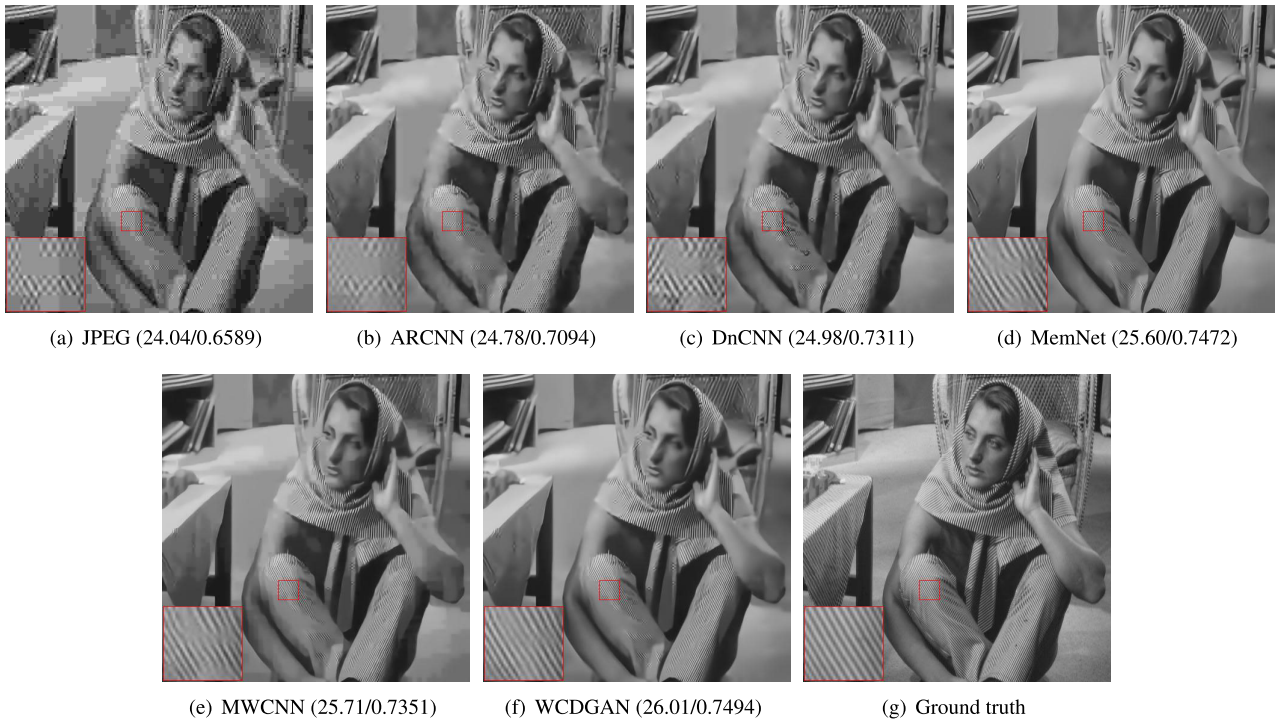 (a) JPEG (24.04/0.6589)
(b) ARCNN (24.78/0.7094)
(c) DnCNN (24.98/0.7311)
(d) MemNet (25.60/0.7472)
(e) MWCNN (25.71/0.7351)
(f) WCDGAN (26.01/0.7494)
(g) Ground truth